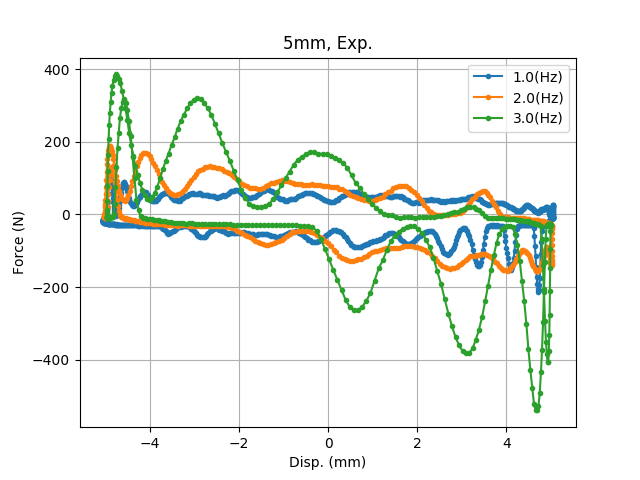 5mm, Exp.
1.0(Hz)
2.0(Hz)
3.0(Hz)
400
200
0
−200
−400
Force (N)
−4 −2 0 2 4
Disp. (mm)